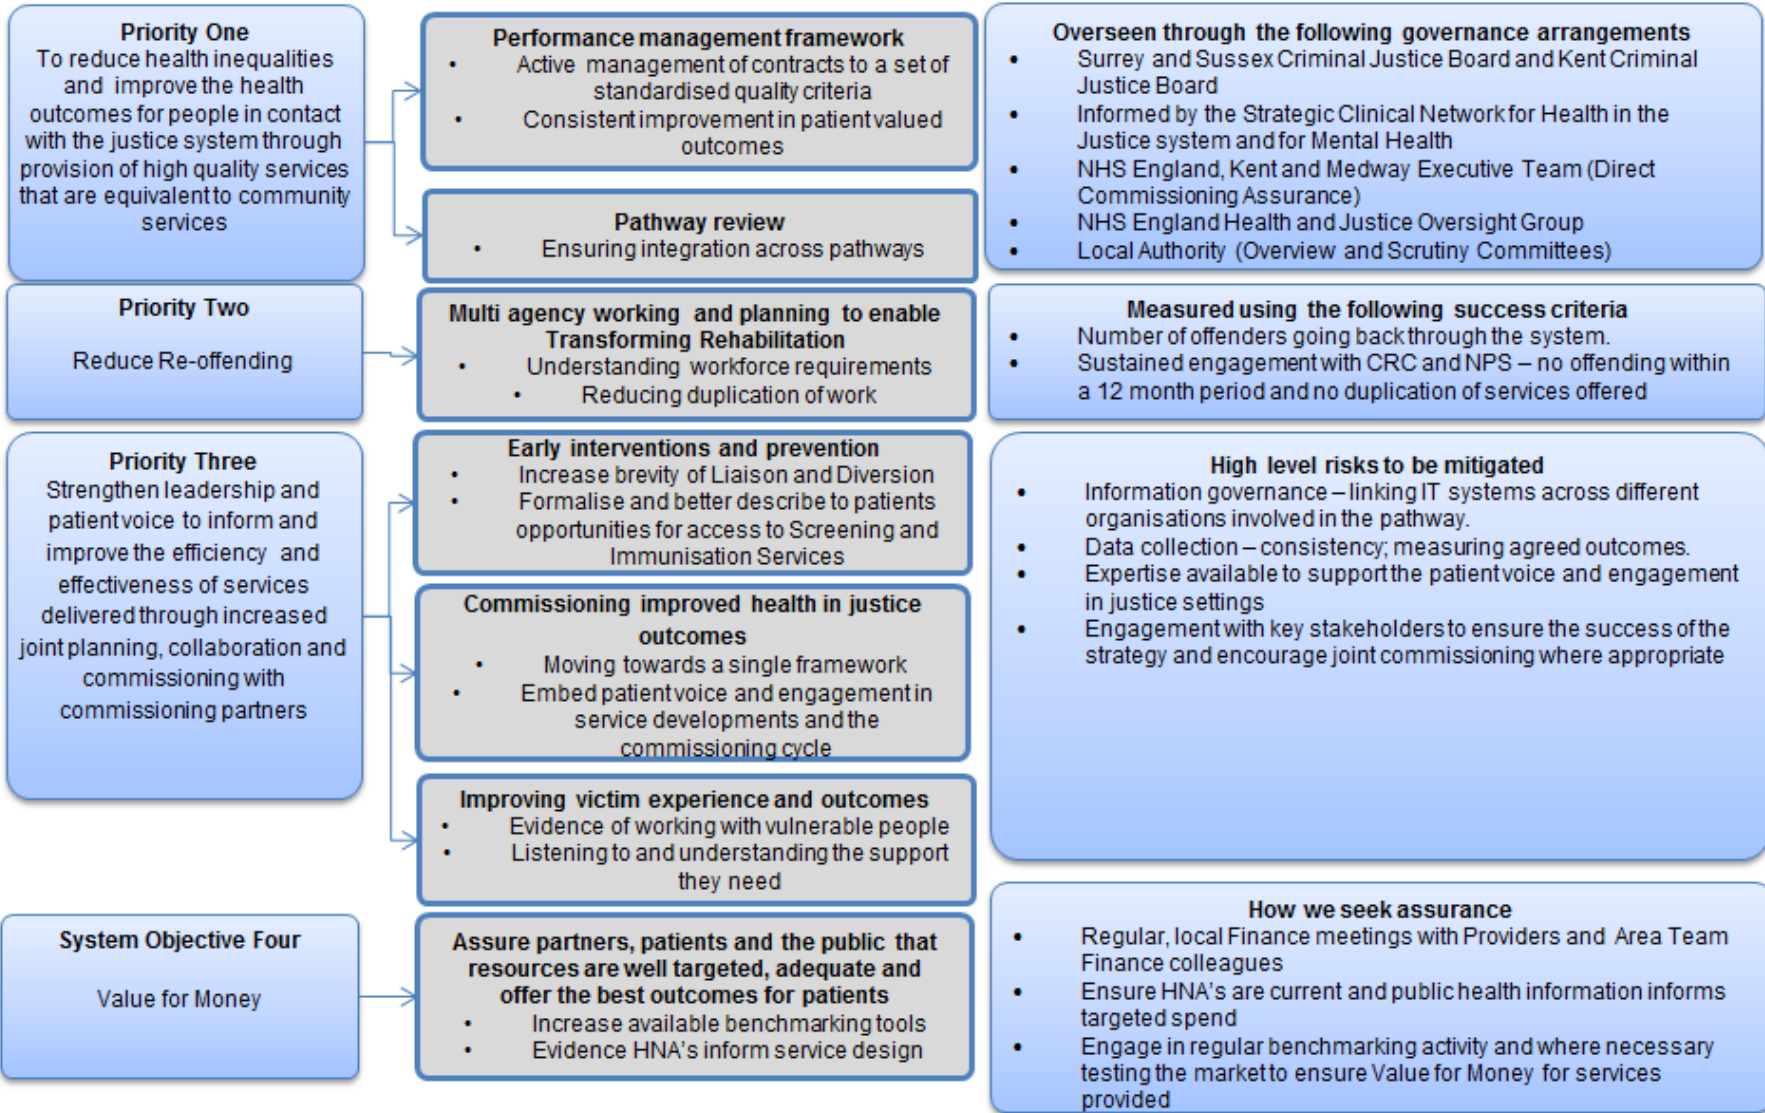 Priority One
To reduce health inequalities
and improve the health
outcomes for people in contact
with the justice system through
provision of high quality services
that are equivalent to community
services
Performance management framework
• Active management of contracts to a set of
standardised quality criteria
• Consistent improvement in patient valued
outcomes
Pathway review
• Ensuring integration across pathways
Overseen through the following governance arrangements
• Surrey and Sussex Criminal Justice Board and Kent Criminal
Justice Board
• Informed by the Strategic Clinical Network for Health in the
Justice system and for Mental Health
• NHS England, Kent and Medway Executive Team (Direct
Commissioning Assurance)
• NHS England Health and Justice Oversight Group
• Local Authority (Overview and Scrutiny Committees)
Priority Two
Reduce Re-offending
Multi agency working and planning to enable
Transforming Rehabilitation
• Understanding workforce requirements
• Reducing duplication of work
Measured using the following success criteria
• Number of offenders going back through the system.
• Sustained engagement with CRC and NPS – no offending within
a 12 month period and no duplication of services offered
Priority Three
Strengthen leadership and
patient voice to inform and
improve the efficiency and
effectiveness of services
delivered through increased
joint planning, collaboration and
commissioning with
commissioning partners
Early interventions and prevention
• Increase brevity of Liaison and Diversion
• Formalise and better describe to patients
opportunities for access to Screening and
Immunisation Services
Commissioning improved health in justice
outcomes
• Moving towards a single framework
• Embed patient voice and engagement in
service developments and the
commissioning cycle
Improving victim experience and outcomes
• Evidence of working with vulnerable people
• Listening to and understanding the support
they need
High level risks to be mitigated
• Information governance – linking IT systems across different
organisations involved in the pathway.
• Data collection – consistency; measuring agreed outcomes.
• Expertise available to support the patient voice and engagement
in justice settings
• Engagement with key stakeholders to ensure the success of the
strategy and encourage joint commissioning where appropriate
System Objective Four
Value for Money
Assure partners, patients and the public that
resources are well targeted, adequate and
offer the best outcomes for patients
• Increase available benchmarking tools
• Evidence HNA's inform service design
How we seek assurance
• Regular, local Finance meetings with Providers and Area Team
Finance colleagues
• Ensure HNA's are current and public health information informs
targeted spend
• Engage in regular benchmarking activity and where necessary
testing the market to ensure Value for Money for services
provided